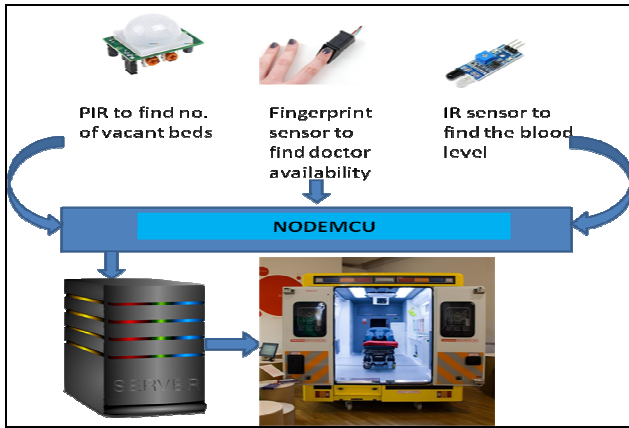 PIR to find no.
of vacant beds
Fingerprint
sensor to
find doctor
availability
IR sensor to
find the blood
level
NODEMCU
SERVER